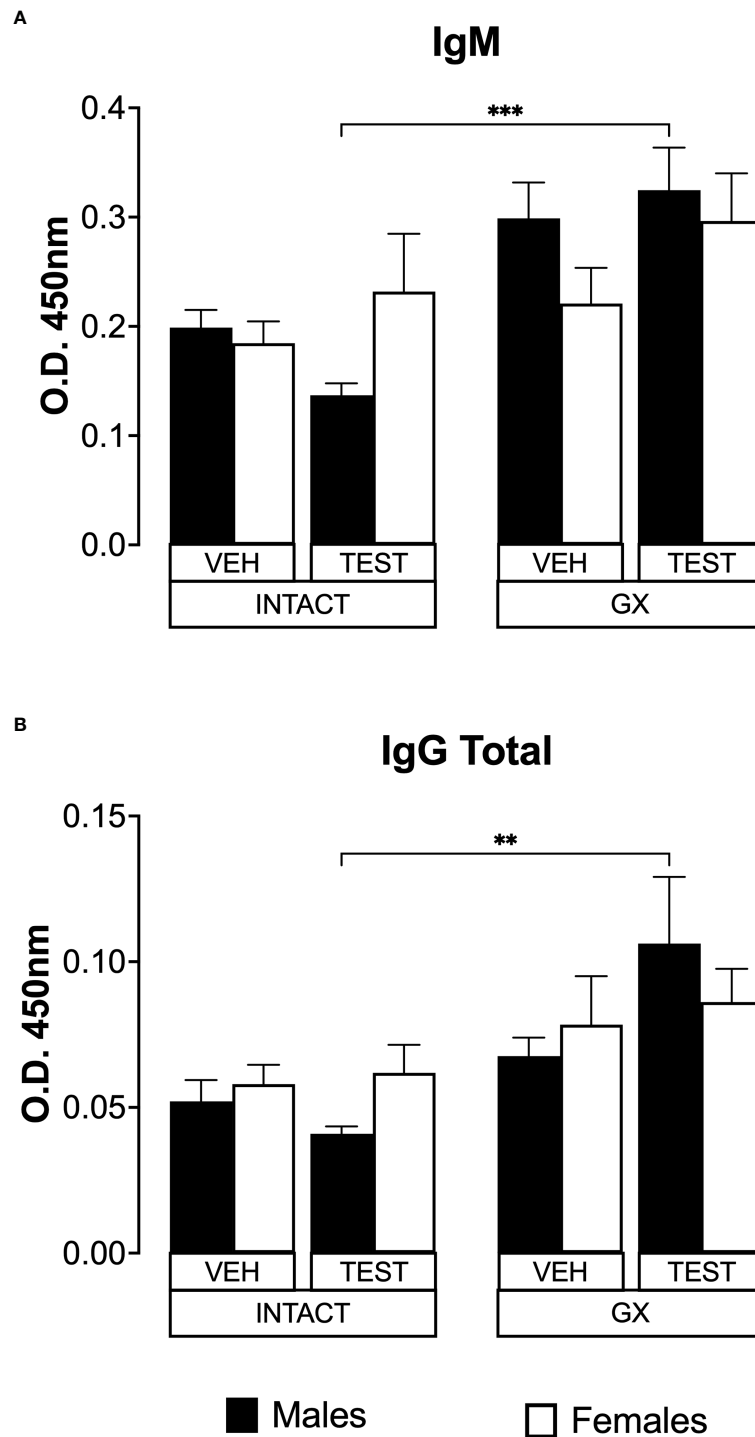 A
IgM
0.4
***
0.3
0.2
0.1
0.0
O.D. 450nm
VEH TEST VEH TEST
INTACT GX
B
IgG Total
0.15
**
0.10
0.05
0.00
O.D. 450nm
VEH TEST VEH TEST
INTACT GX
Males Females